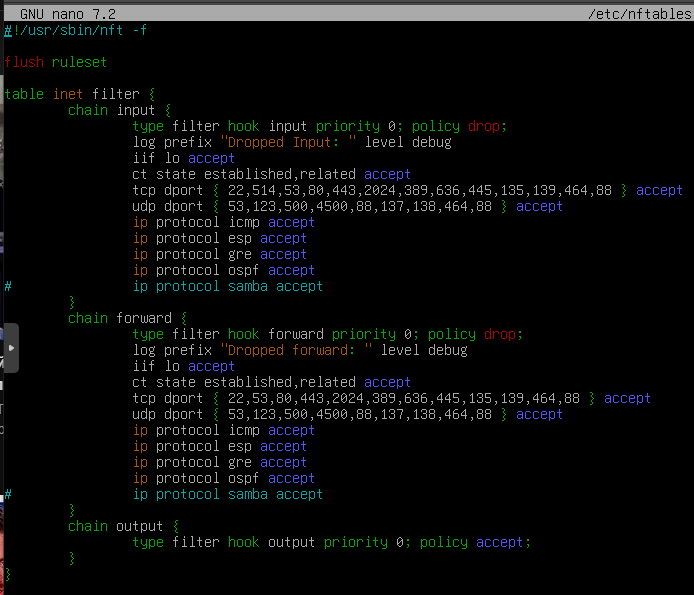 GNU nano 7.2 /etc/nftables
#!/usr/sbin/nft -f
flush ruleset
table inet filter {
chain input {
type filter hook input priority 0; policy drop;
log prefix "Dropped Input: " level debug
iif lo accept
ct state established,related accept
tcp dport { 22,514,53,80,443,2024,389,636,445,135,139,464,88 } accept
udp dport { 53,123,500,4500,88,137,138,464,88 } accept
ip protocol icmp accept
ip protocol esp accept
ip protocol gre accept
ip protocol ospf accept
# ip protocol samba accept
}
chain forward {
type filter hook forward priority 0; policy drop;
log prefix "Dropped forward: " level debug
iif lo accept
ct state established,related accept
tcp dport { 22,53,80,443,2024,389,636,445,135,139,464,88 } accept
udp dport { 53,123,500,4500,88,137,138,464,88 } accept
ip protocol icmp accept
ip protocol esp accept
ip protocol gre accept
ip protocol ospf accept
# ip protocol samba accept
}
chain output {
type filter hook output priority 0; policy accept;
}
}